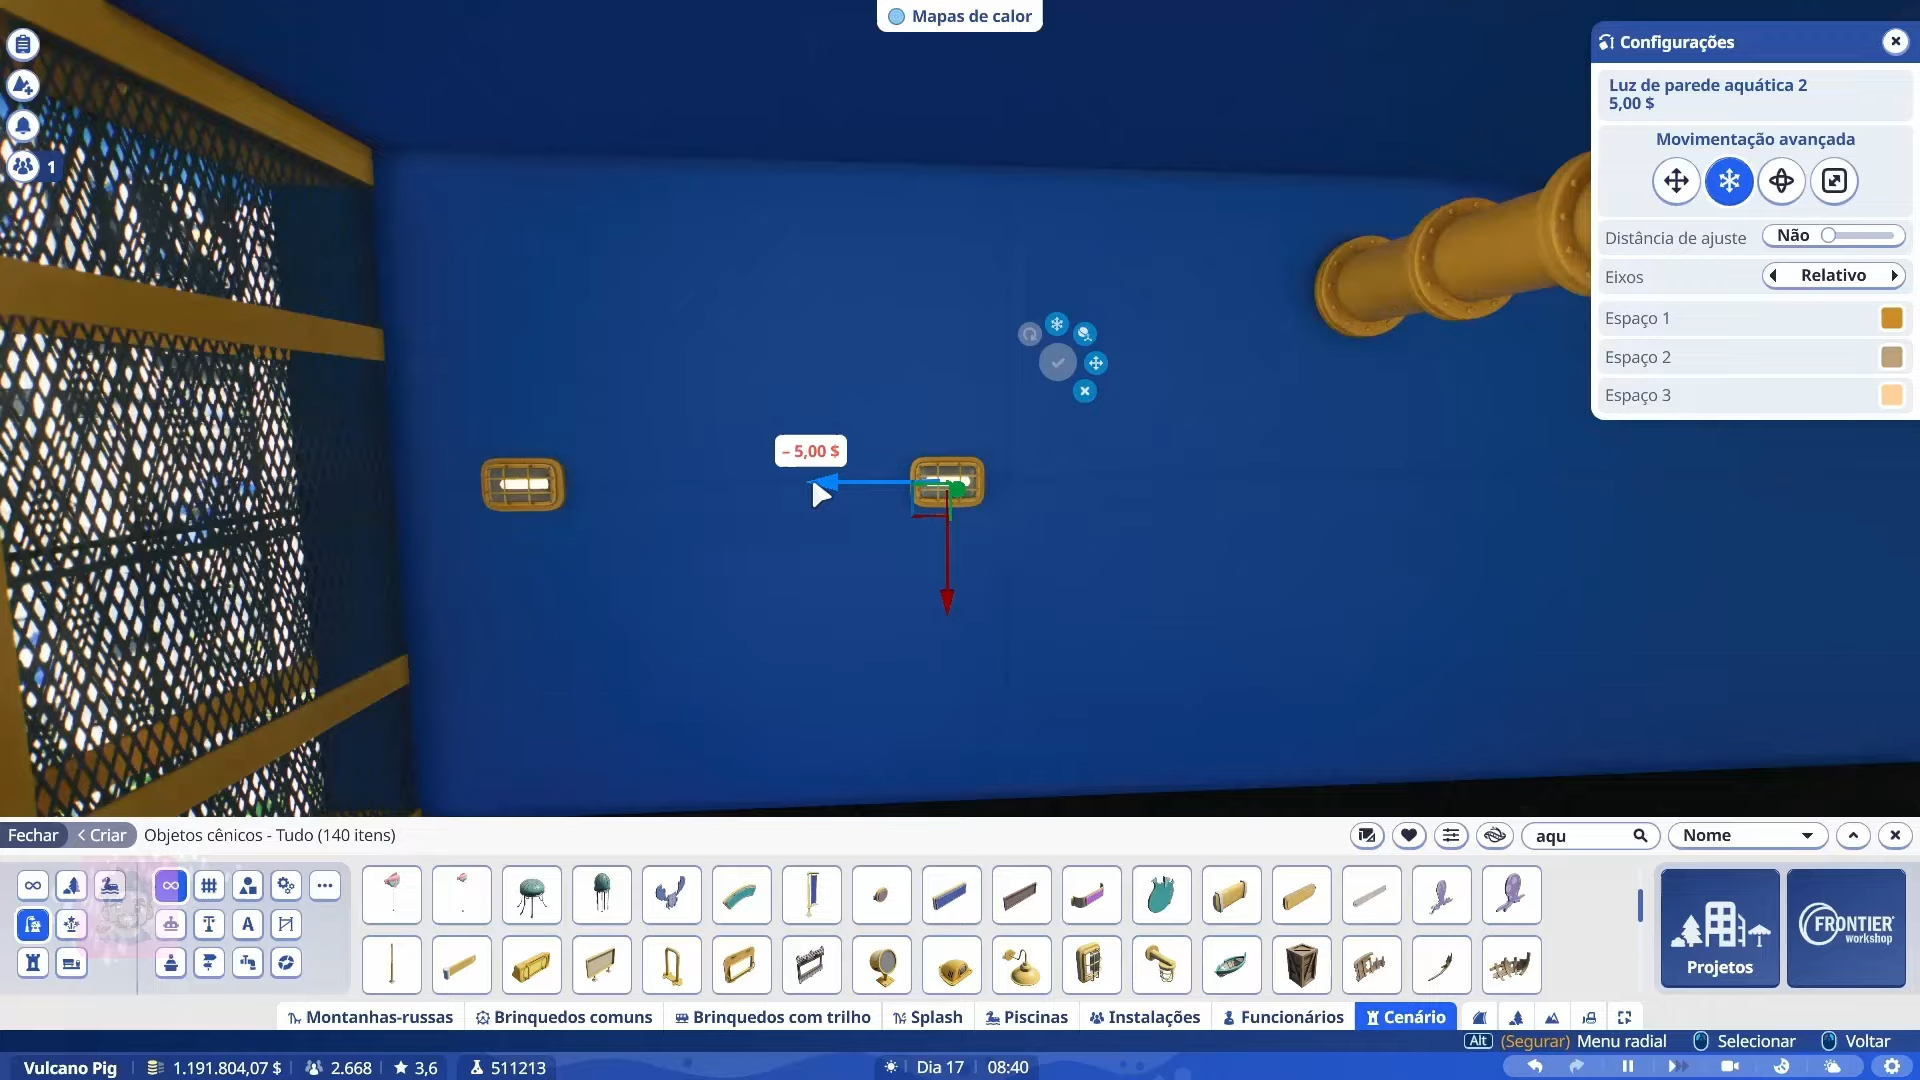 Mapas de calor
1
Configurações
Luz de parede aquática 2
5,00 $
Movimentação avançada
Distância de ajuste
Não
Eixos
Relativo
Espaço 1
Espaço 2
Espaço 3
– 5,00 $
Fechar
Criar
Objetos cênicos - Tudo (140 itens)
aqu
Nome
Projetos
FRONTIER
workshop
Montanhas-russas
Brinquedos comuns
Brinquedos com trilho
Splash
Piscinas
Instalações
Funcionários
Cenário
Alt (Segurar) Menu radial
Selecionar
Voltar
Vulcano Pig
1.191.804,07 $
2.668
3,6
511213
Dia 17
08:40